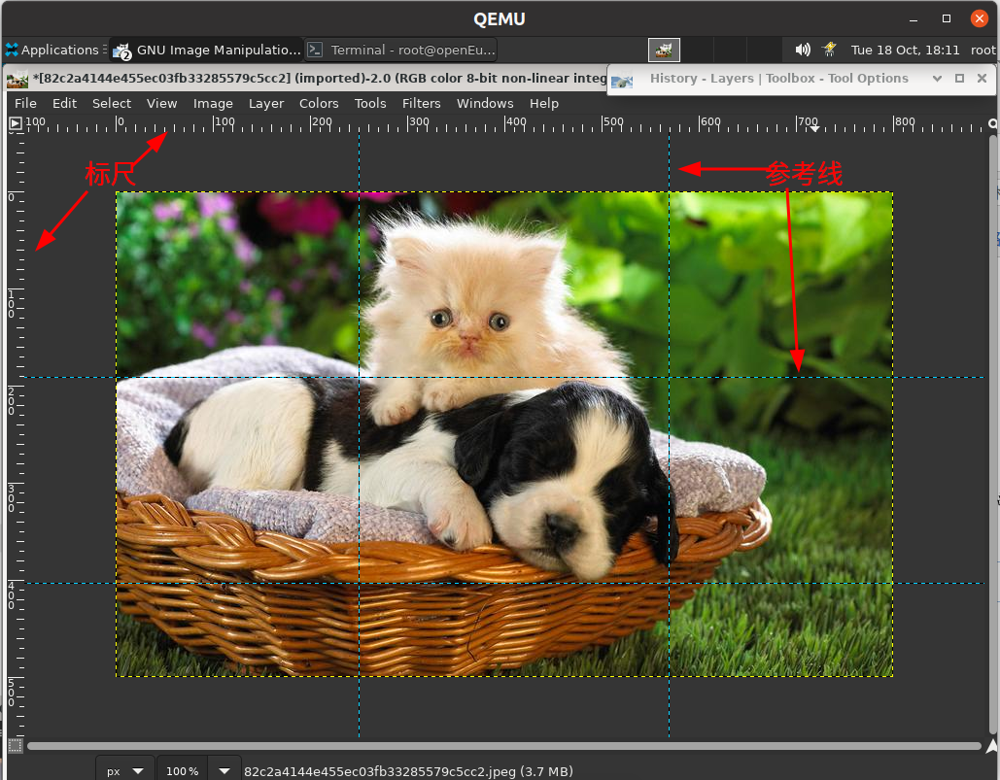 QEMU
Applications GNU Image Manipulatio... Terminal - root@openEu... Tue 18 Oct, 18:11 root
2
*[82c2a4144e455ec03fb33285579c5cc2] (imported)-2.0 (RGB color 8-bit non-linear integ
History - Layers | Toolbox - Tool Options
File Edit Select View Image Layer Colors Tools Filters Windows Help
100 0 100 200 300 400 500 600 700 800
标尺
参考线
0
100
200
300
400
500
px 100 % 82c2a4144e455ec03fb33285579c5cc2.jpeg (3.7 MB)